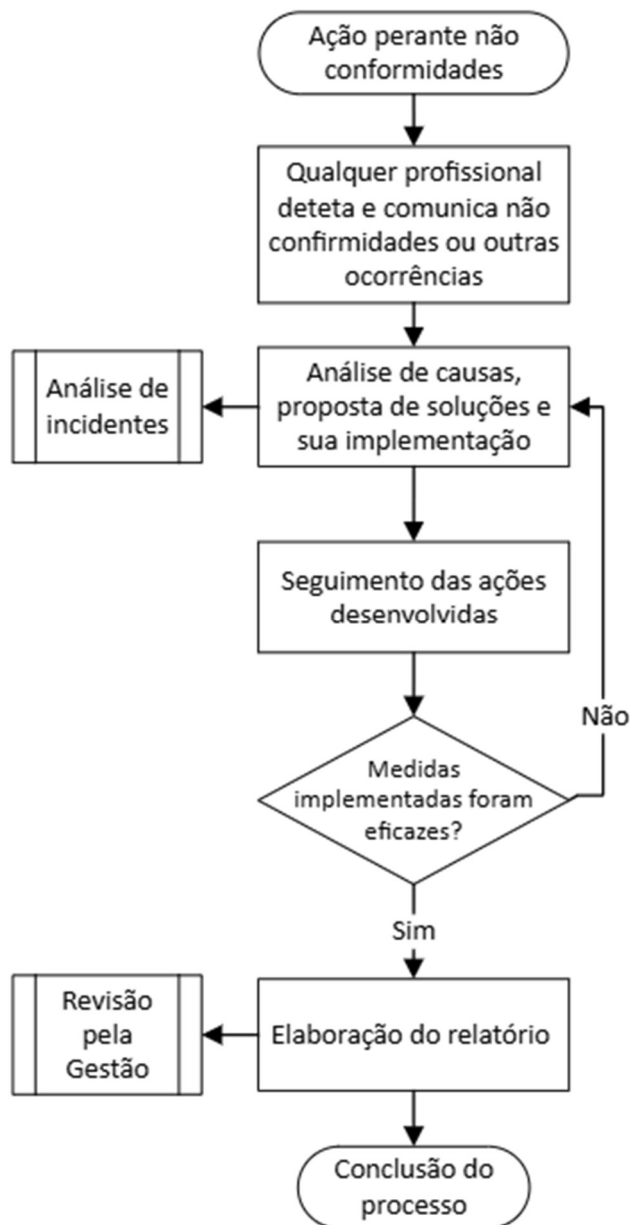 Ação perante não
conformidades
Qualquer profissional
deteta e comunica não
confirmidades ou outras
ocorrências
Análise de
incidentes
Análise de causas,
proposta de soluções e
sua implementação
Seguimento das ações
desenvolvidas
Não
Medidas
implementadas foram
eficazes?
Sim
Revisão
pela
Gestão
Elaboração do relatório
Conclusão do
processo